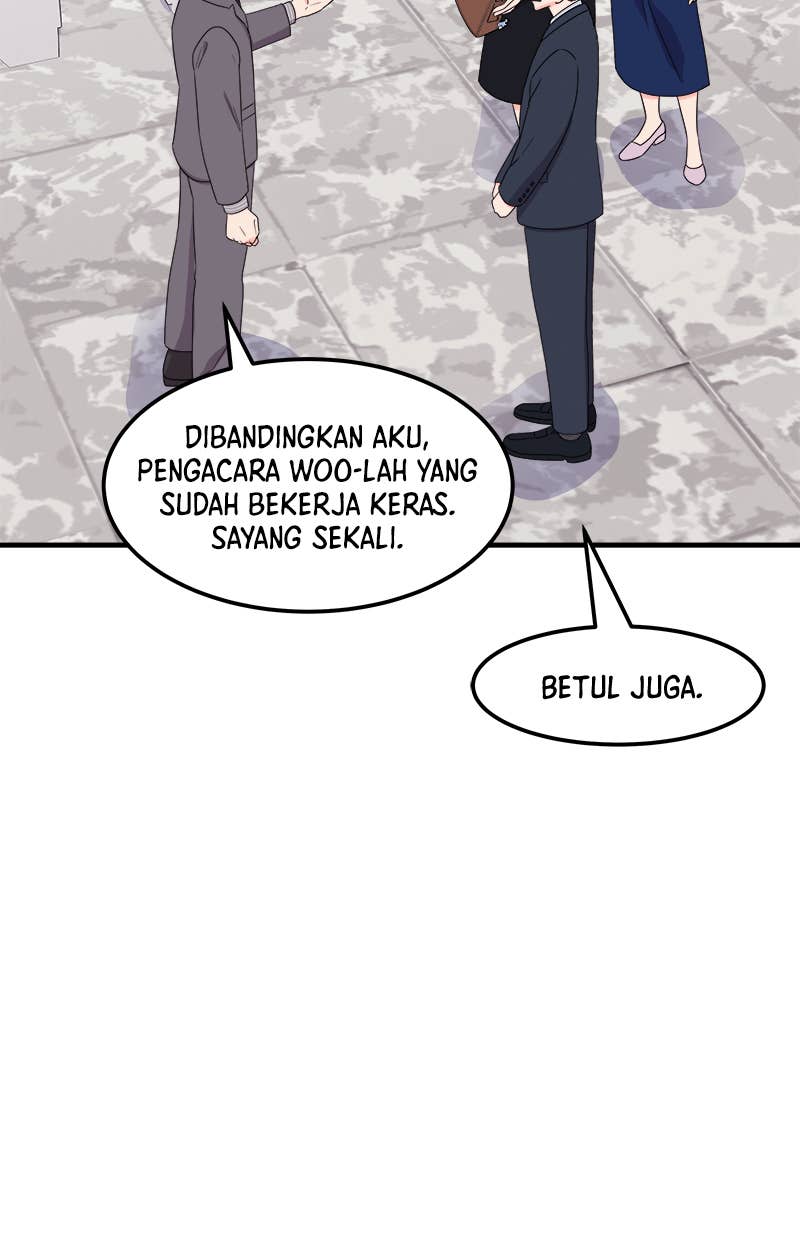 DIBANDINGKAN AKU,
PENGACARA WOO-LAH YANG
SUDAH BEKERJA KERAS.
SAYANG SEKALI.
BETUL JUGA.